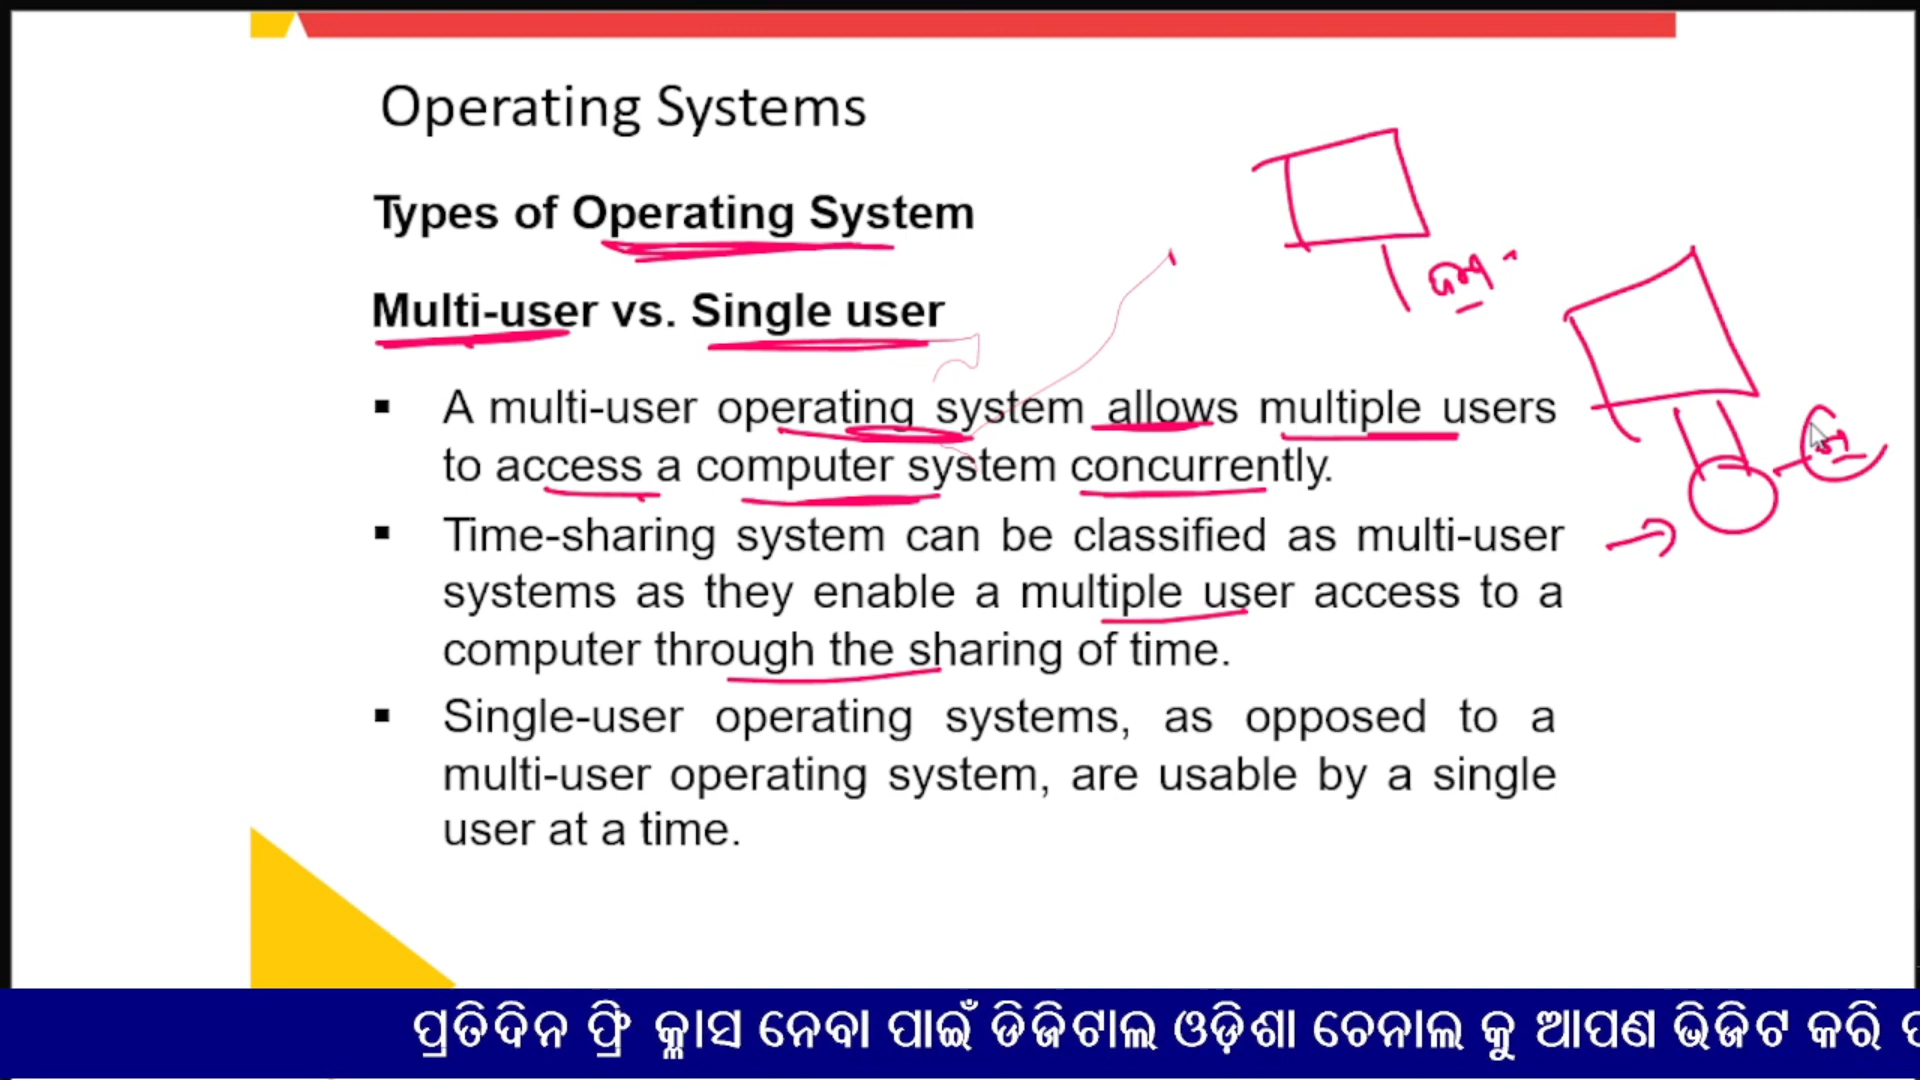 Operating Systems
Types of Operating System
Multi-user vs. Single user
▪ A multi-user operating system allows multiple users
to access a computer system concurrently.
▪ Time-sharing system can be classified as multi-user
systems as they enable a multiple user access to a
computer through the sharing of time.
▪ Single-user operating systems, as opposed to a
multi-user operating system, are usable by a single
user at a time.
ପ୍ରତିଦିନ ଫ୍ରି କ୍ଳାସ ନେବା ପାଇଁ ଡିଜିଟାଲ ଓଡ଼ିଶା ଚେନାଲ କୁ ଆପଣ ଭିଜିଟ କରି